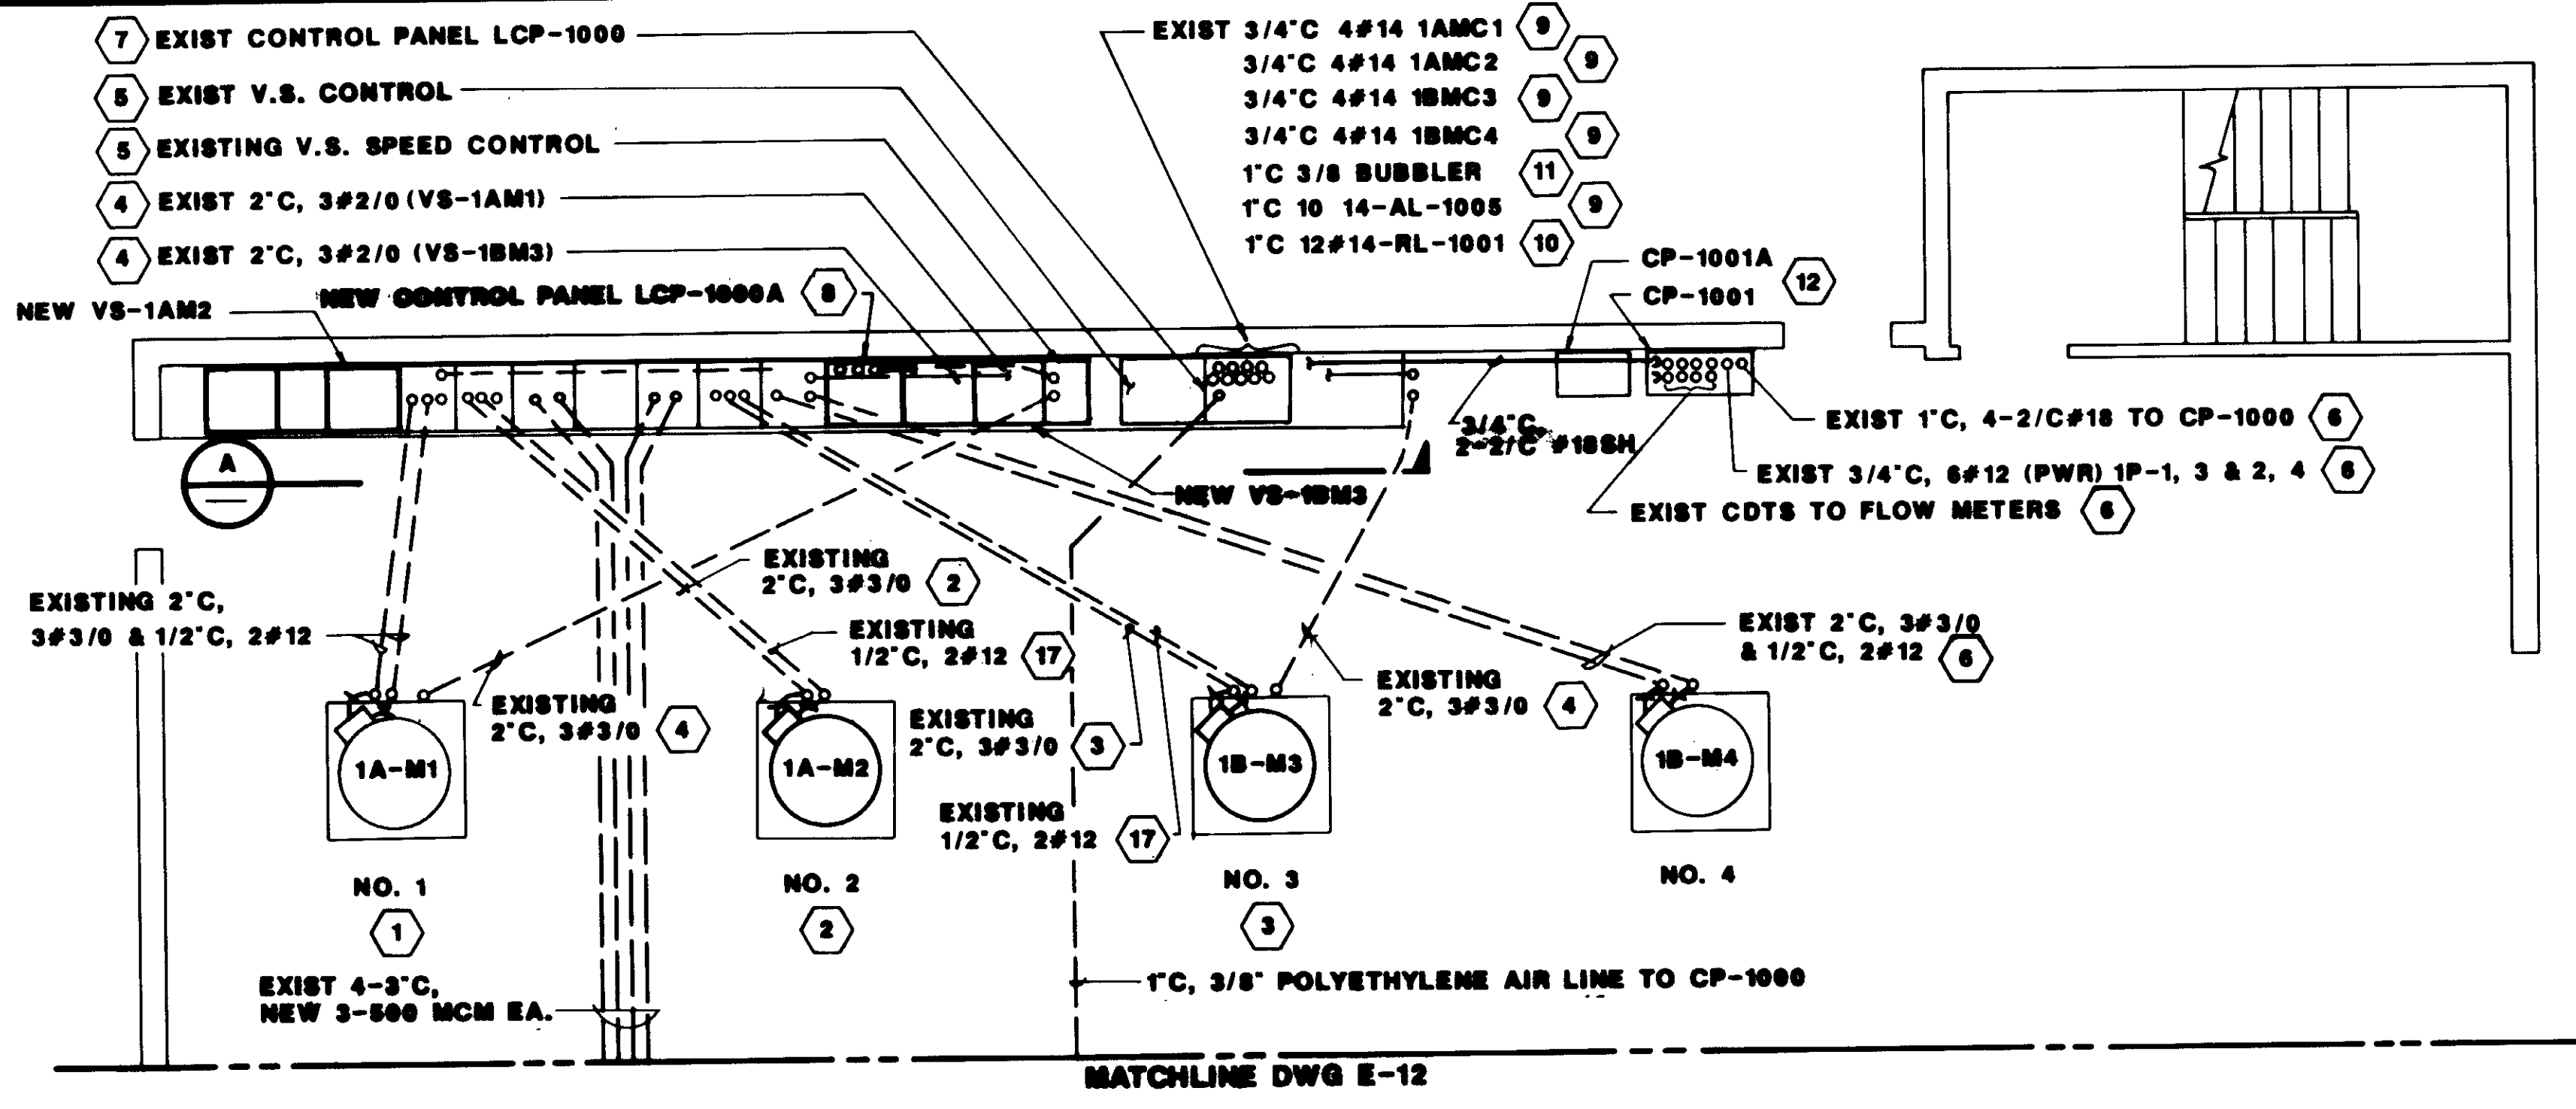 7 EXIST CONTROL PANEL LCP-1000
5 EXIST V.S. CONTROL
5 EXISTING V.S. SPEED CONTROL
4 EXIST 2"C, 3#2/0 (VS-1AM1)
4 EXIST 2"C, 3#2/0 (VS-1BM3)
NEW CONTROL PANEL LCP-1000A 8
NEW VS-1AM2
EXIST 3/4"C 4#14 1AMC1 9
3/4"C 4#14 1AMC2 9
3/4"C 4#14 1BMC3 9
3/4"C 4#14 1BMC4 9
1"C 3/8 BUBBLER 11
1"C 10 14-AL-1005 9
1"C 12#14-RL-1001 10
CP-1001A
CP-1001 12
A
3/4"C,
2-2/C #18SH
EXIST 1"C, 4-2/C#18 TO CP-1000 6
EXIST 3/4"C, 6#12 (PWR) 1P-1, 3 & 2, 4 6
EXIST CDTS TO FLOW METERS 6
NEW VS-1BM3
EXISTING 2"C,
3#3/0 & 1/2"C, 2#12
EXISTING
2"C, 3#3/0 2
EXISTING
1/2"C, 2#12 17
EXIST 2"C, 3#3/0
& 1/2"C, 2#12 6
EXISTING
2"C, 3#3/0 4
EXISTING
2"C, 3#3/0 3
EXISTING
2"C, 3#3/0 4
EXISTING
1/2"C, 2#12 17
1A-M1
1A-M2
1B-M3
1B-M4
NO. 1
NO. 2
NO. 3
NO. 4
1
2
3
EXIST 4-3"C,
NEW 3-500 MCM EA.
1"C, 3/8" POLYETHYLENE AIR LINE TO CP-1000
MATCHLINE DWG E-12